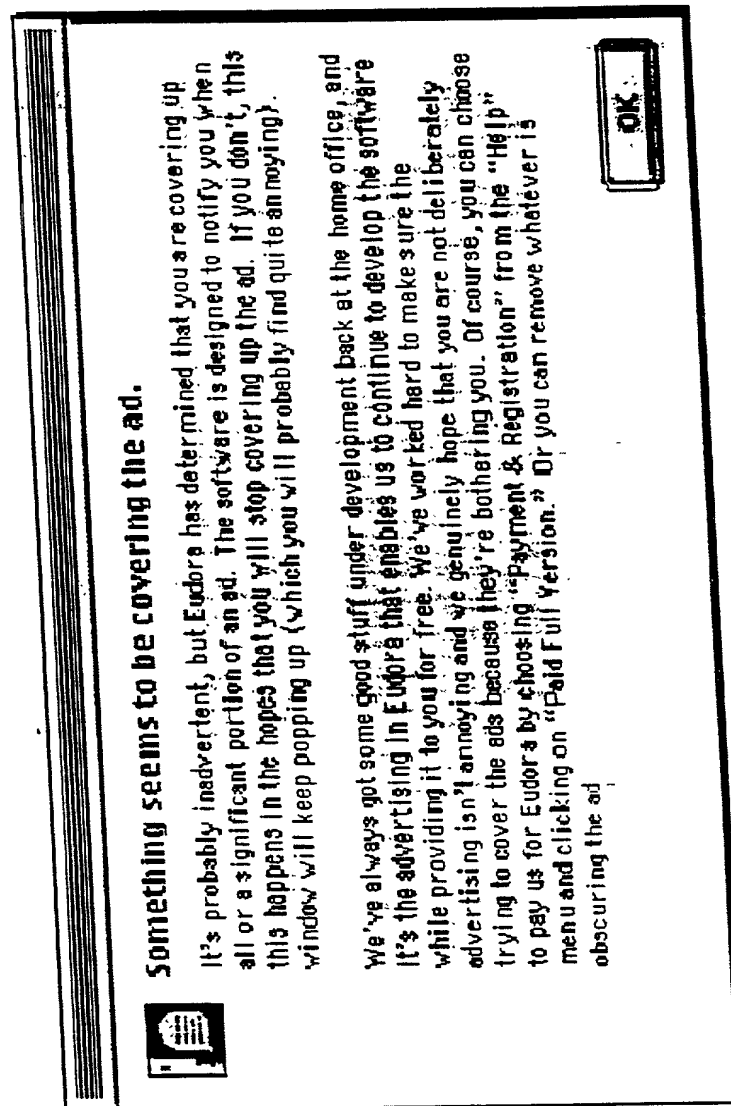 Something seems to be covering the ad.
It's probably inadvertent, but Eudora has determined that you are covering up
all or a significant portion of an ad. The software is designed to notify you when
this happens in the hopes that you will stop covering up the ad. If you don't, this
window will keep popping up (which you will probably find quite annoying).
We've always got some good stuff under development back at the home office, and
it's the advertising in Eudora that enables us to continue to develop the software
while providing it to you for free. We've worked hard to make sure the
advertising isn't annoying and we genuinely hope that you are not deliberately
trying to cover the ads because they're bothering you. Of course, you can choose
to pay us for Eudora by choosing "Payment & Registration" from the "Help"
menu and clicking on "Paid Full Version." Or you can remove whatever is
obscuring the ad
OK